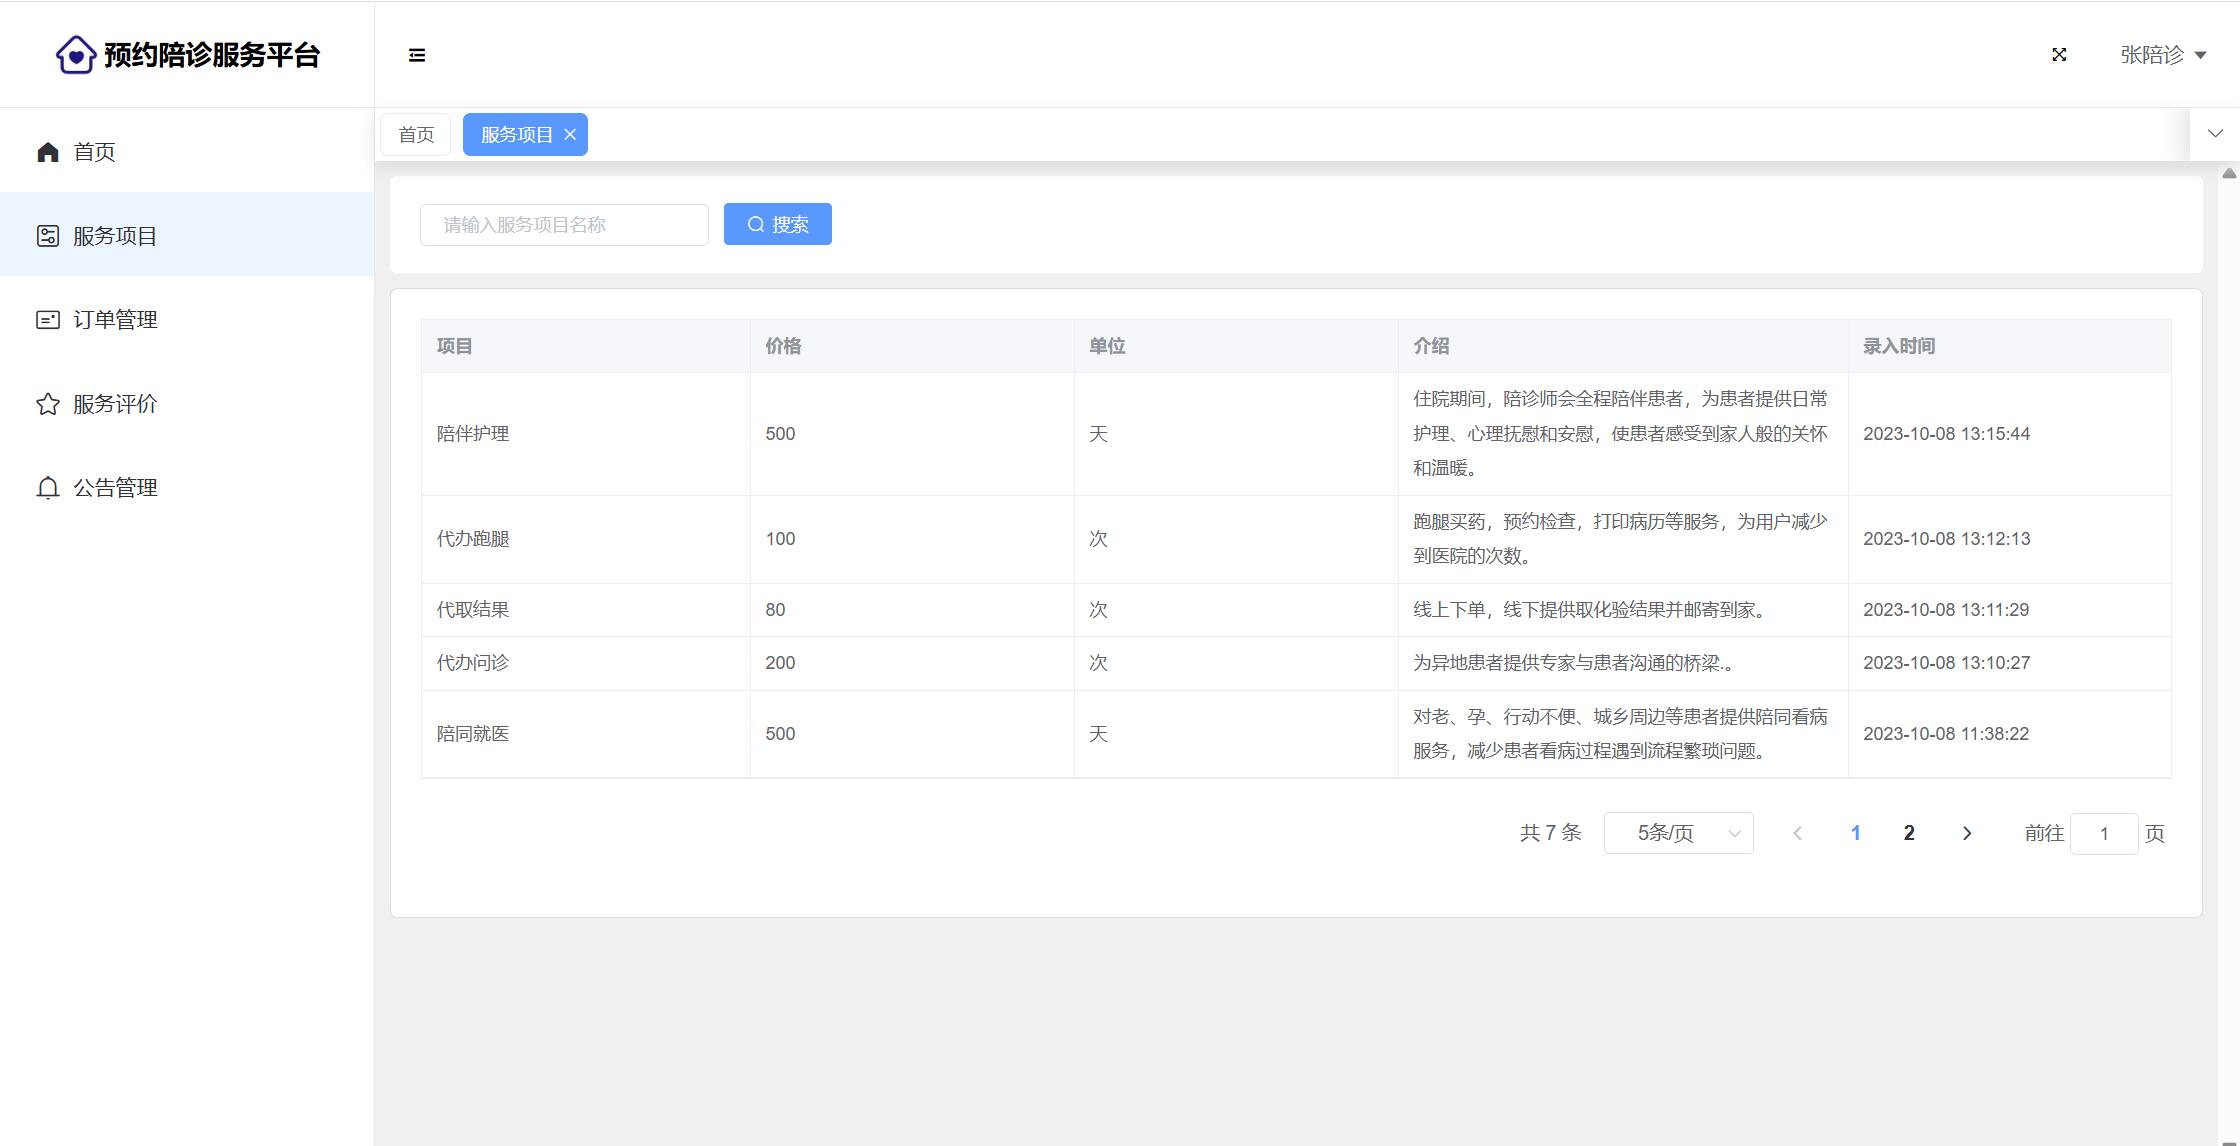 预约陪诊服务平台
张陪诊
首页
服务项目
订单管理
服务评价
公告管理
首页
服务项目
请输入服务项目名称
搜索
项目 价格 单位 介绍 录入时间
陪伴护理 500 天 住院期间，陪诊师会全程陪伴患者，为患者提供日常
护理、心理抚慰和安慰，使患者感受到家人般的关怀
和温暖。 2023-10-08 13:15:44
代办跑腿 100 次 跑腿买药，预约检查，打印病历等服务，为用户减少
到医院的次数。 2023-10-08 13:12:13
代取结果 80 次 线上下单，线下提供取化验结果并邮寄到家。 2023-10-08 13:11:29
代办问诊 200 次 为异地患者提供专家与患者沟通的桥梁.。 2023-10-08 13:10:27
陪同就医 500 天 对老、孕、行动不便、城乡周边等患者提供陪同看病
服务，减少患者看病过程遇到流程繁琐问题。 2023-10-08 11:38:22
共 7 条 5条/页 1 2 前往 1 页